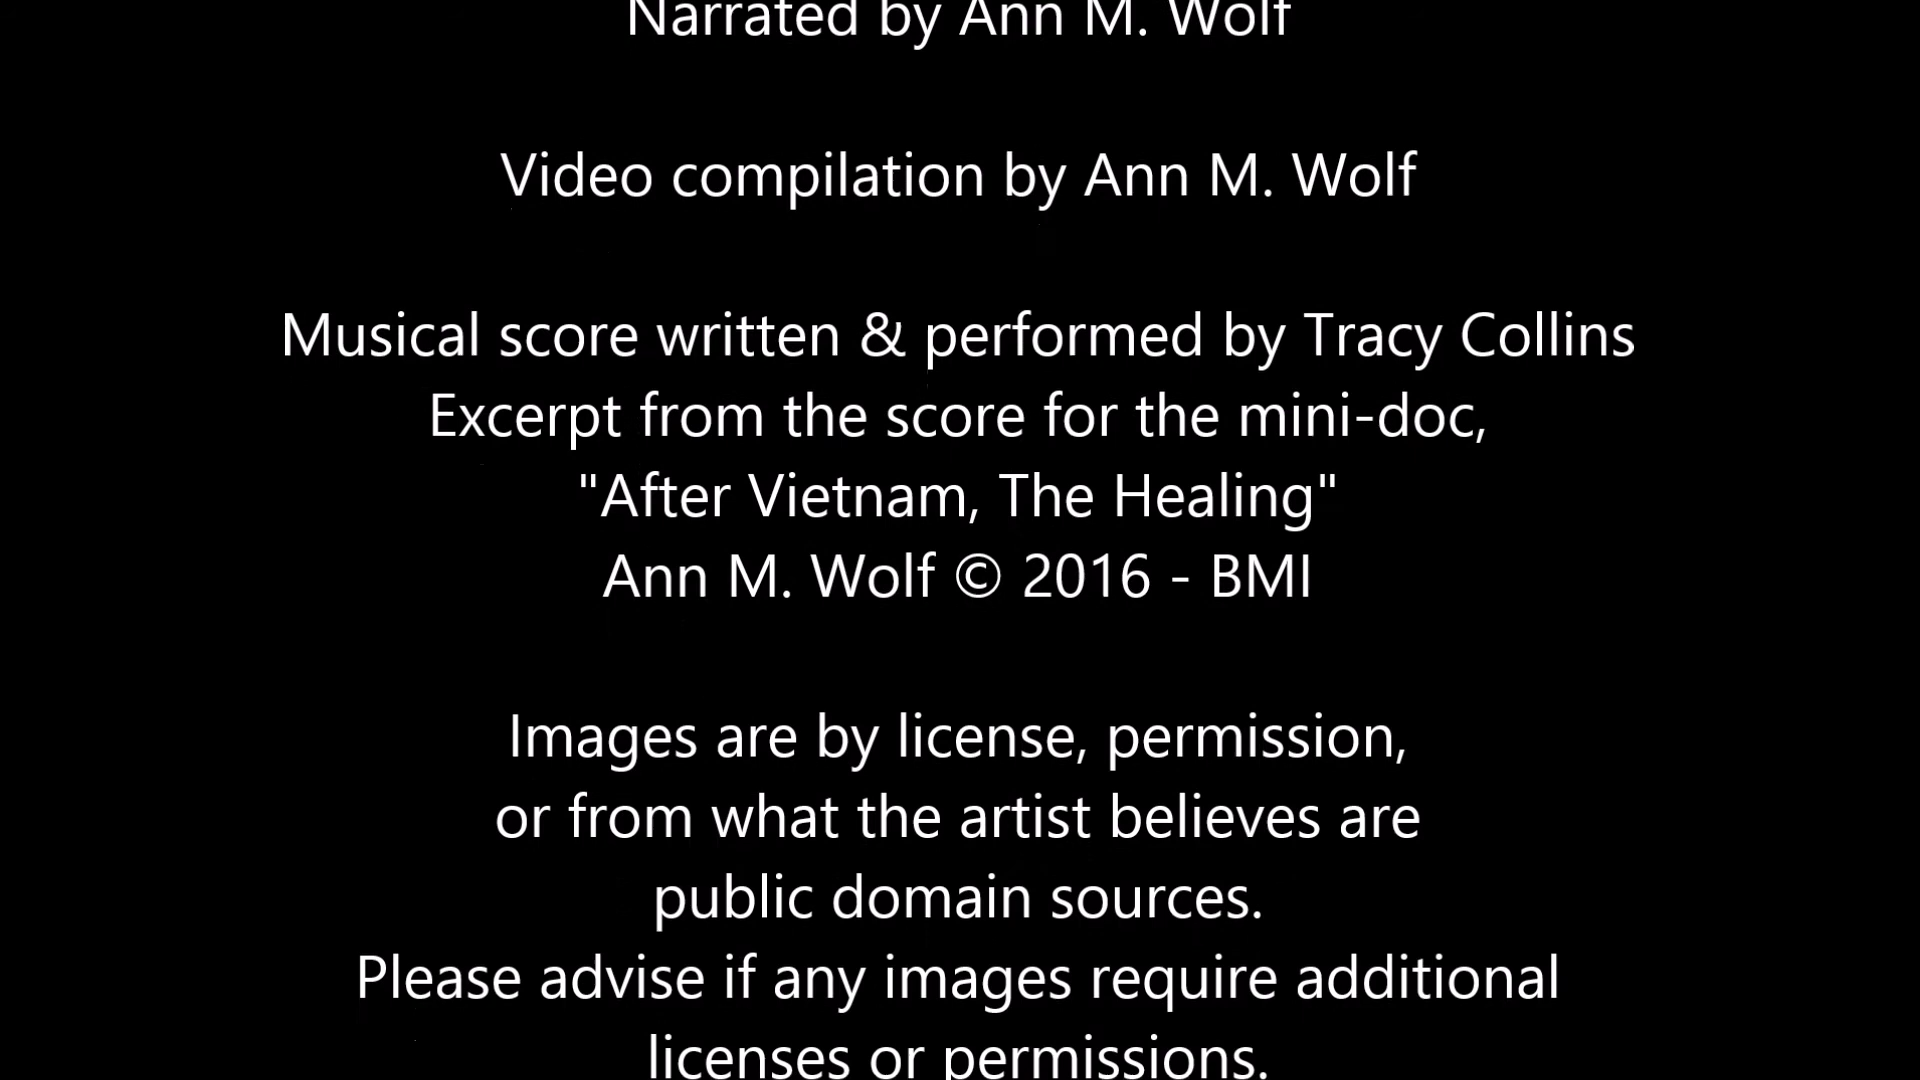 Narrated by Ann M. Wolf
Video compilation by Ann M. Wolf
Musical score written & performed by Tracy Collins
Excerpt from the score for the mini-doc,
"After Vietnam, The Healing"
Ann M. Wolf © 2016 - BMI
Images are by license, permission,
or from what the artist believes are
public domain sources.
Please advise if any images require additional
licenses or permissions.